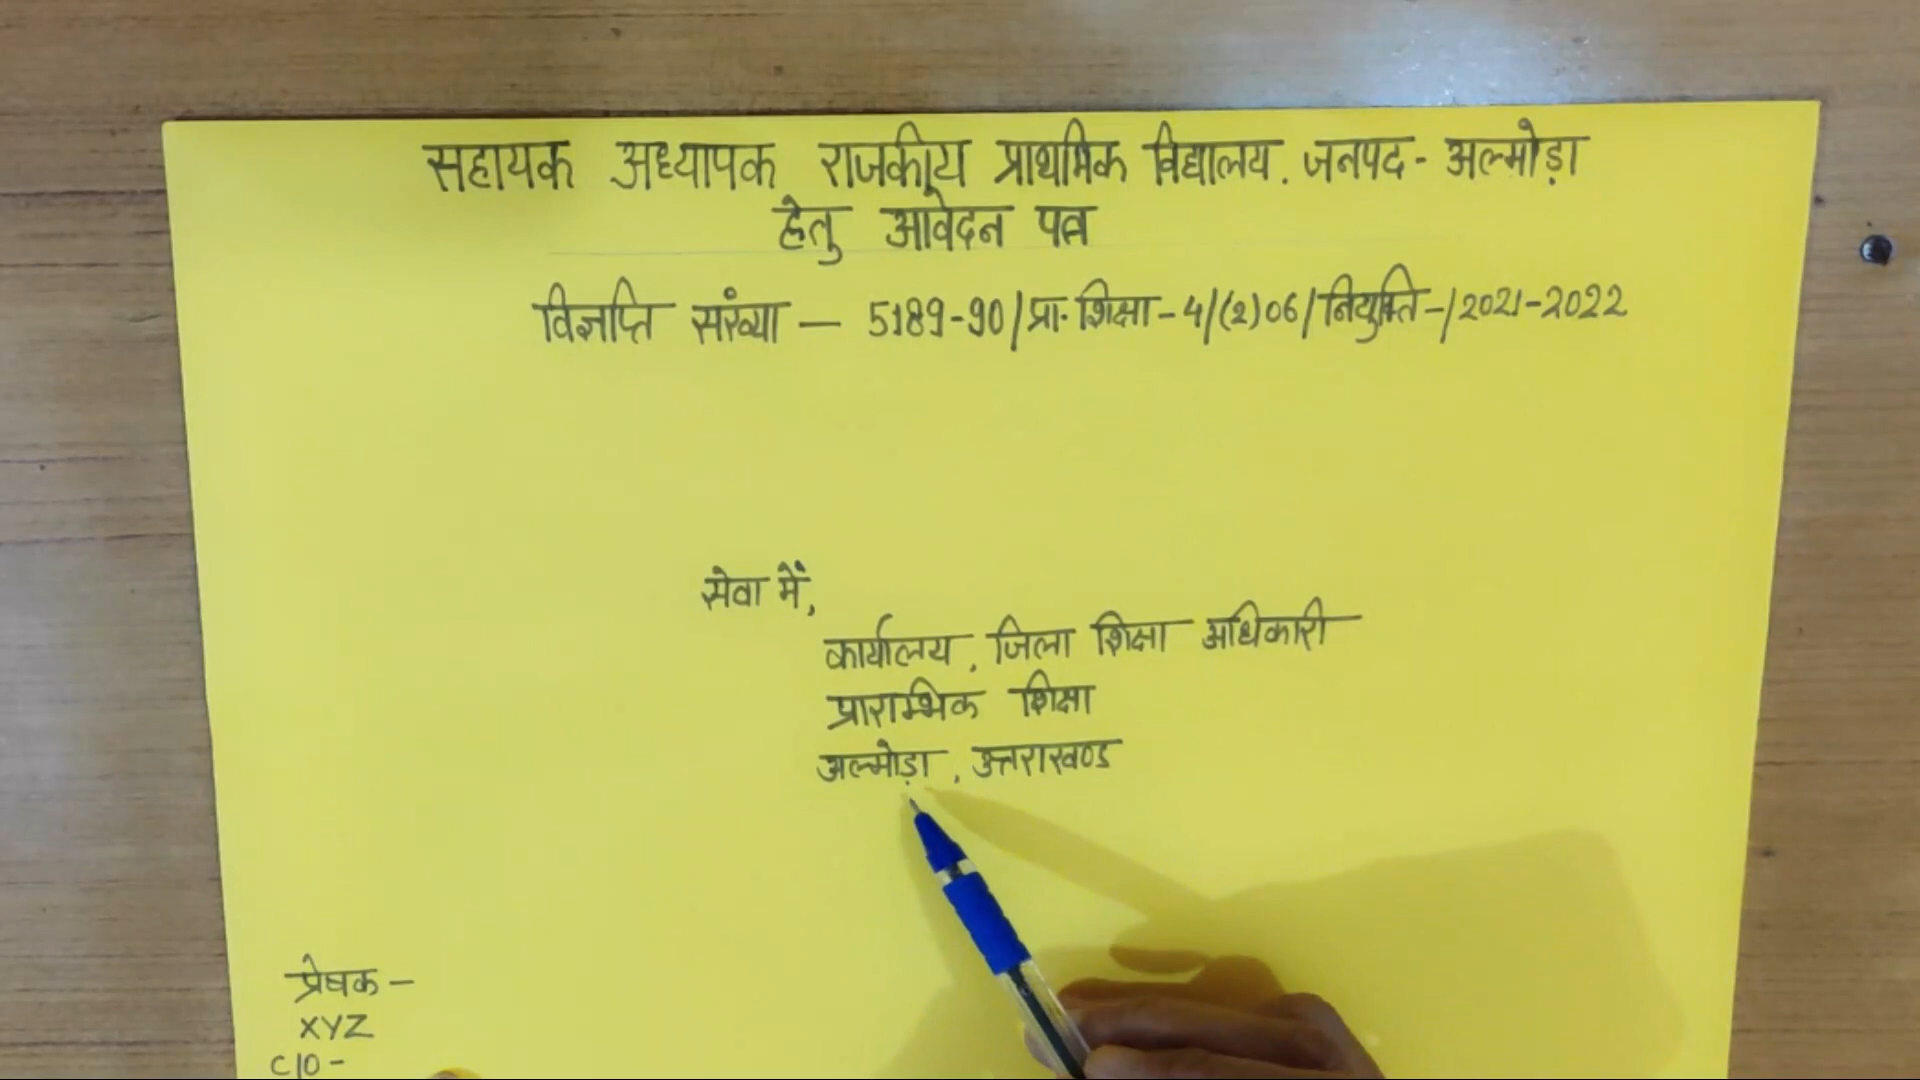 सहायक अध्यापक राजकीय प्राथमिक विद्यालय. जनपद- अल्मोड़ा
हेतु आवेदन पत्र
विज्ञप्ति संख्या — 5189-90/प्रा. शिक्षा-4/(2)06/नियुक्ति-/2021-2022
सेवा में,
कार्यालय, जिला शिक्षा अधिकारी
प्रारम्भिक शिक्षा
अल्मोड़ा, उत्तराखण्ड
प्रेषक —
XYZ
C/O -